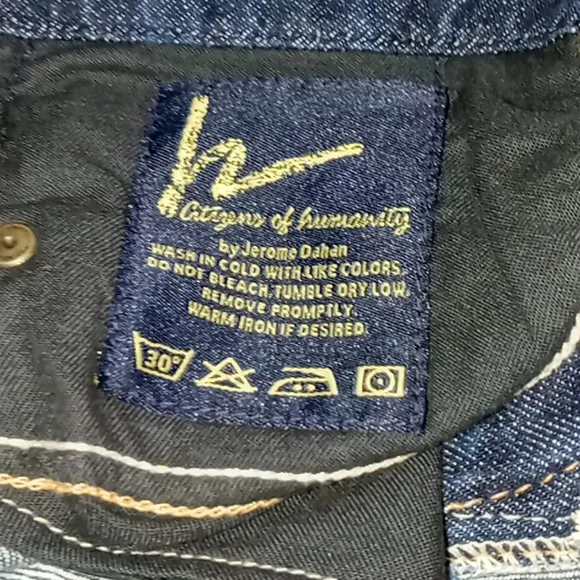 h
Citizens of humanity
by Jerome Dahan
WASH IN COLD WITH LIKE COLORS.
DO NOT BLEACH, TUMBLE DRY LOW.
REMOVE PROMPTLY.
WARM IRON IF DESIRED.
30°